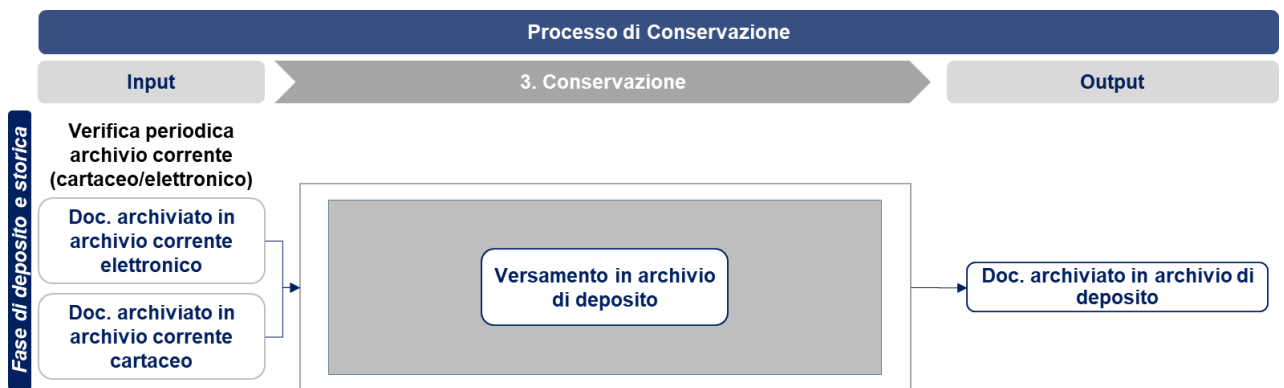 Processo di Conservazione
Input
3. Conservazione
Output
Fase di deposito e storica
Verifica periodica
archivio corrente
(cartaceo/elettronico)
Doc. archiviato in
archivio corrente
elettronico
Doc. archiviato in
archivio corrente
cartaceo
Versamento in archivio
di deposito
Doc. archiviato in archivio di
deposito